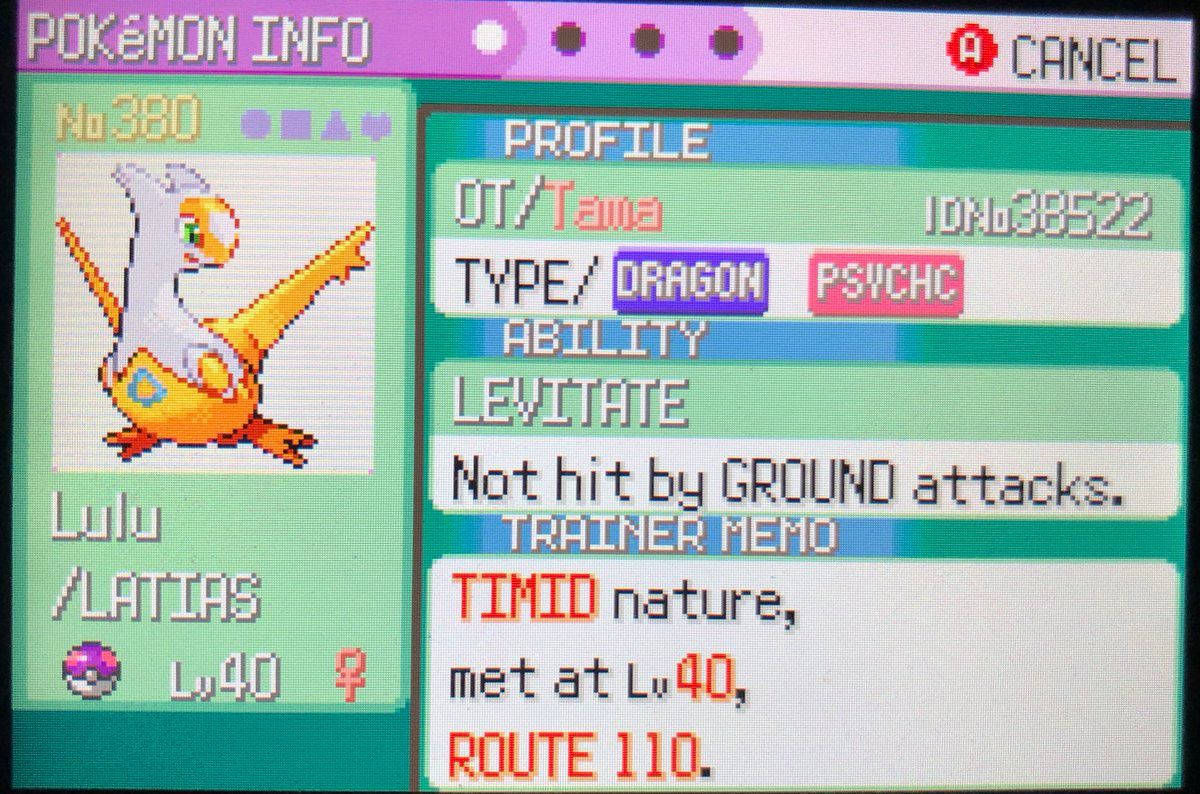 POKéMON INFO
A CANCEL
No380
Lulu
/LATIAS
Lv40 ♀
PROFILE
OT/Tama IDNo38522
TYPE/ DRAGON PSYCHC
ABILITY
LEVITATE
Not hit by GROUND attacks.
TRAINER MEMO
TIMID nature,
met at Lv40,
ROUTE 110.